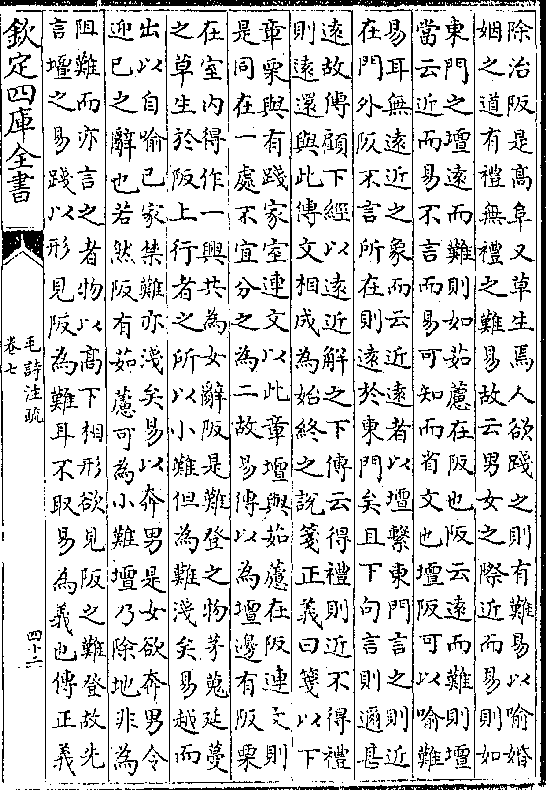 除治阪是高阜又草生焉人欲踐之則有難易以喻婚
姻之道有禮無禮之難易故云男女之際近而易則如
東門之壇遠而難則如茹藘在阪也阪云遠而難則壇
當云近而易不言而易可知而省文也壇阪可以喻難
易耳無遠近之象而云近遠者以壇繫東門言之則近
在門外阪不言所在則遠於東門矣且下句言則邇甚
遠故傳顧下經以遠近解之下傳云得禮則近不得禮
則遠還與此傳文相成為始終之說箋正義曰箋以下
章栗與有踐家室連文以此章壇與茹藘在阪連文則
是同在一處不宜分之為二故易傳以為壇邊有阪栗
在室内得作一興共為女辭阪是難登之物茅蒐延蔓
之草生於阪上行者之所以小難但為難淺矣易越而
出以自喻已家禁難亦淺矣易以奔男是女欲奔男令
迎已之辭也若然阪有茹藘可為小難壇乃除地非為
阻難而亦言之者物以高下相形欲見阪之難登故先
言壇之易踐以形見阪為難耳不取易為義也傳正義
欽定四庫全書
毛詩注疏
卷七
四十二